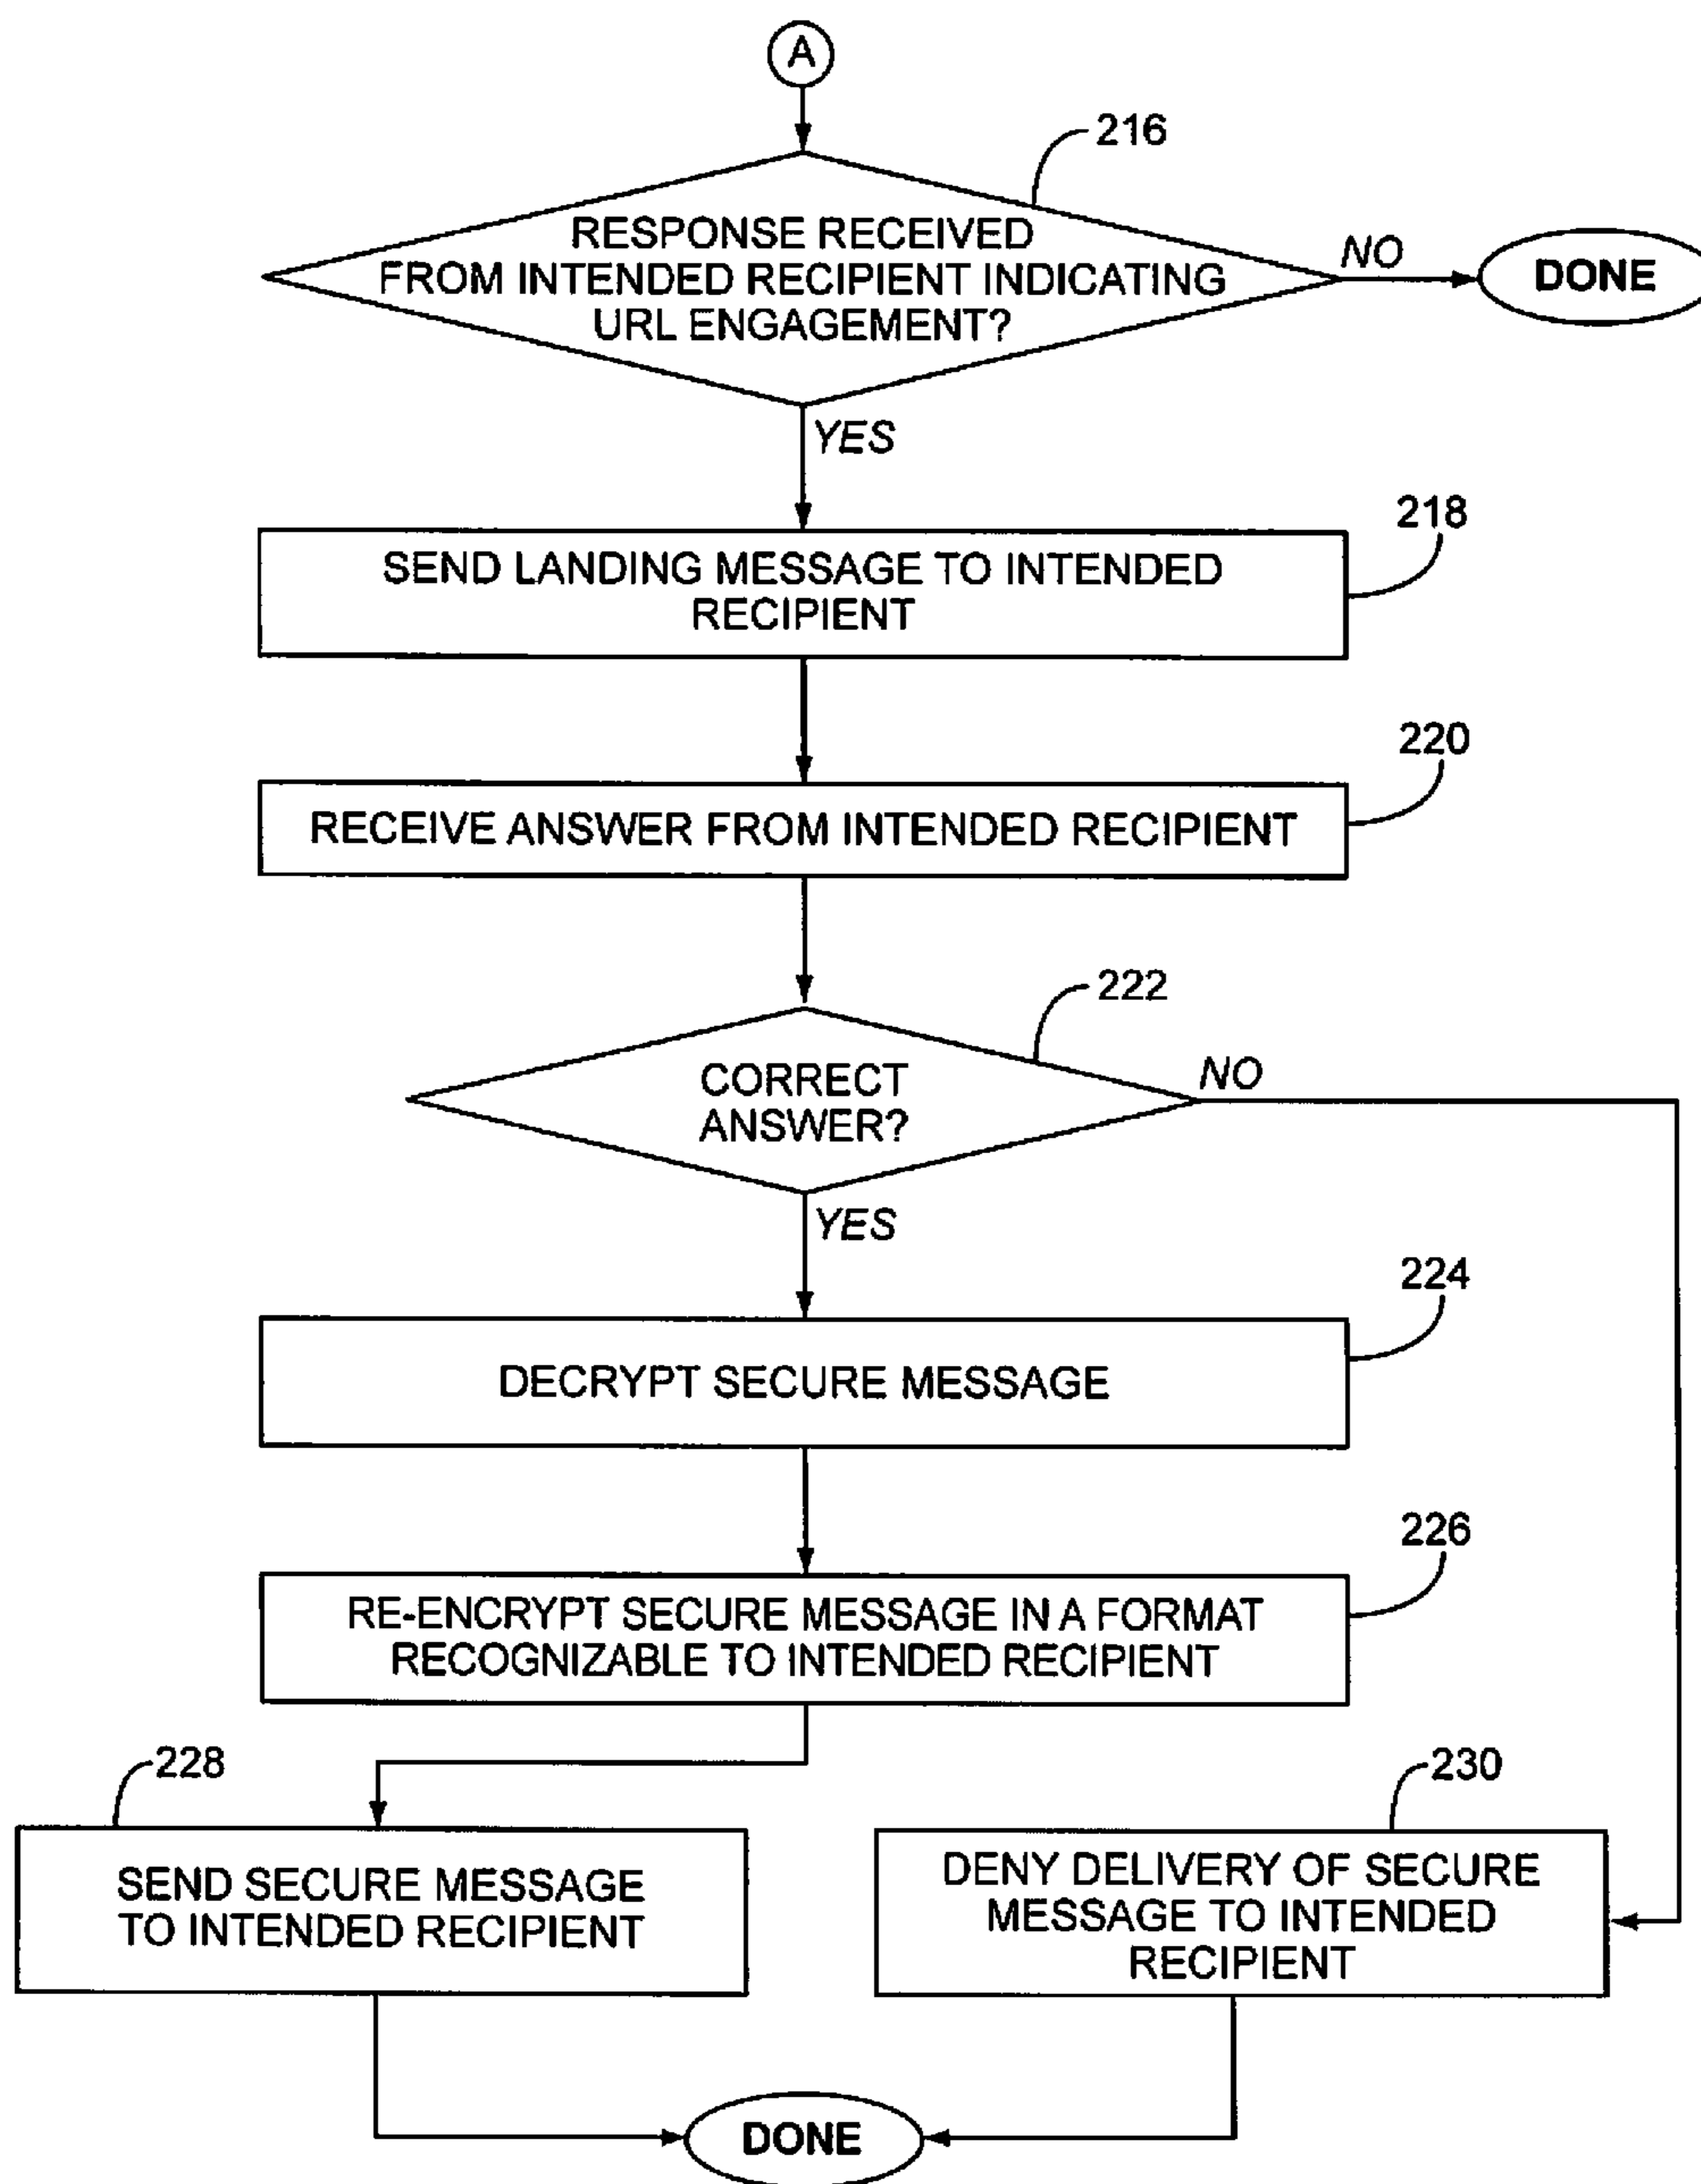 A
216
RESPONSE RECEIVED
FROM INTENDED RECIPIENT INDICATING
URL ENGAGEMENT?
NO
DONE
YES
218
SEND LANDING MESSAGE TO INTENDED
RECIPIENT
220
RECEIVE ANSWER FROM INTENDED RECIPIENT
222
CORRECT
ANSWER?
NO
YES
224
DECRYPT SECURE MESSAGE
226
RE-ENCRYPT SECURE MESSAGE IN A FORMAT
RECOGNIZABLE TO INTENDED RECIPIENT
228
SEND SECURE MESSAGE
TO INTENDED RECIPIENT
230
DENY DELIVERY OF SECURE
MESSAGE TO INTENDED
RECIPIENT
DONE